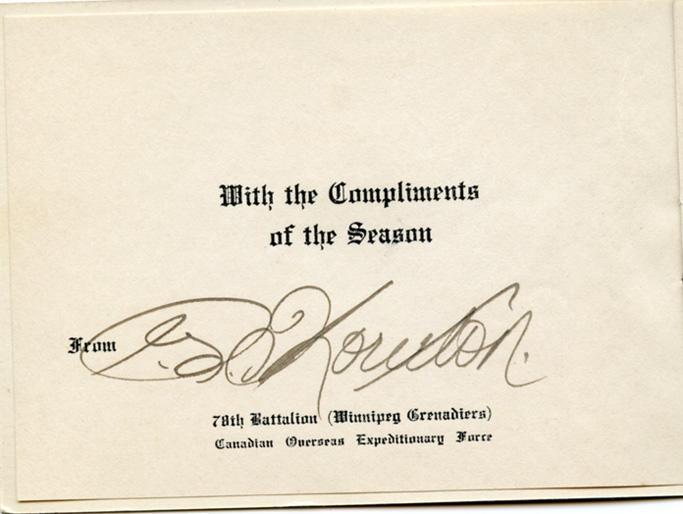 With the Compliments
of the Season
From
78th Battalion (Winnipeg Grenadiers)
Canadian Overseas Expeditionary Force